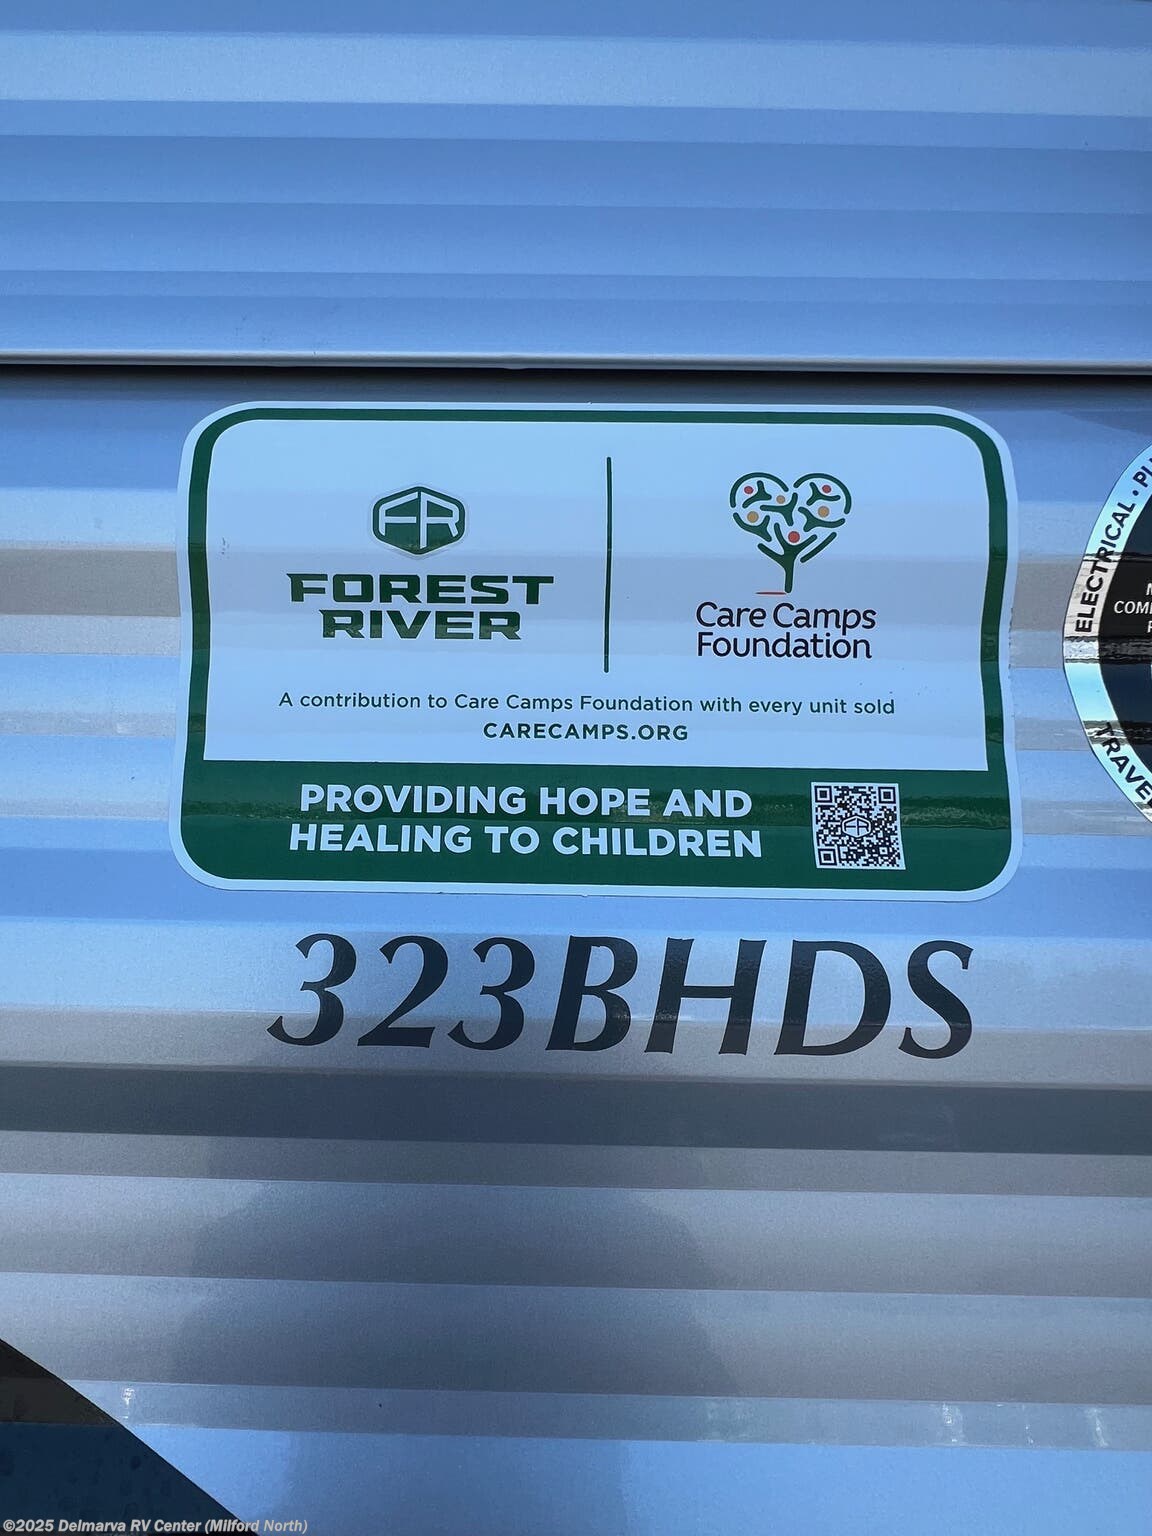 FR
FOREST
RIVER
Care Camps
Foundation
A contribution to Care Camps Foundation with every unit sold
CARECAMPS.ORG
PROVIDING HOPE AND
HEALING TO CHILDREN
FR
323BHDS
ELECTRICAL •
©2025 Delmarva RV Center (Milford North)